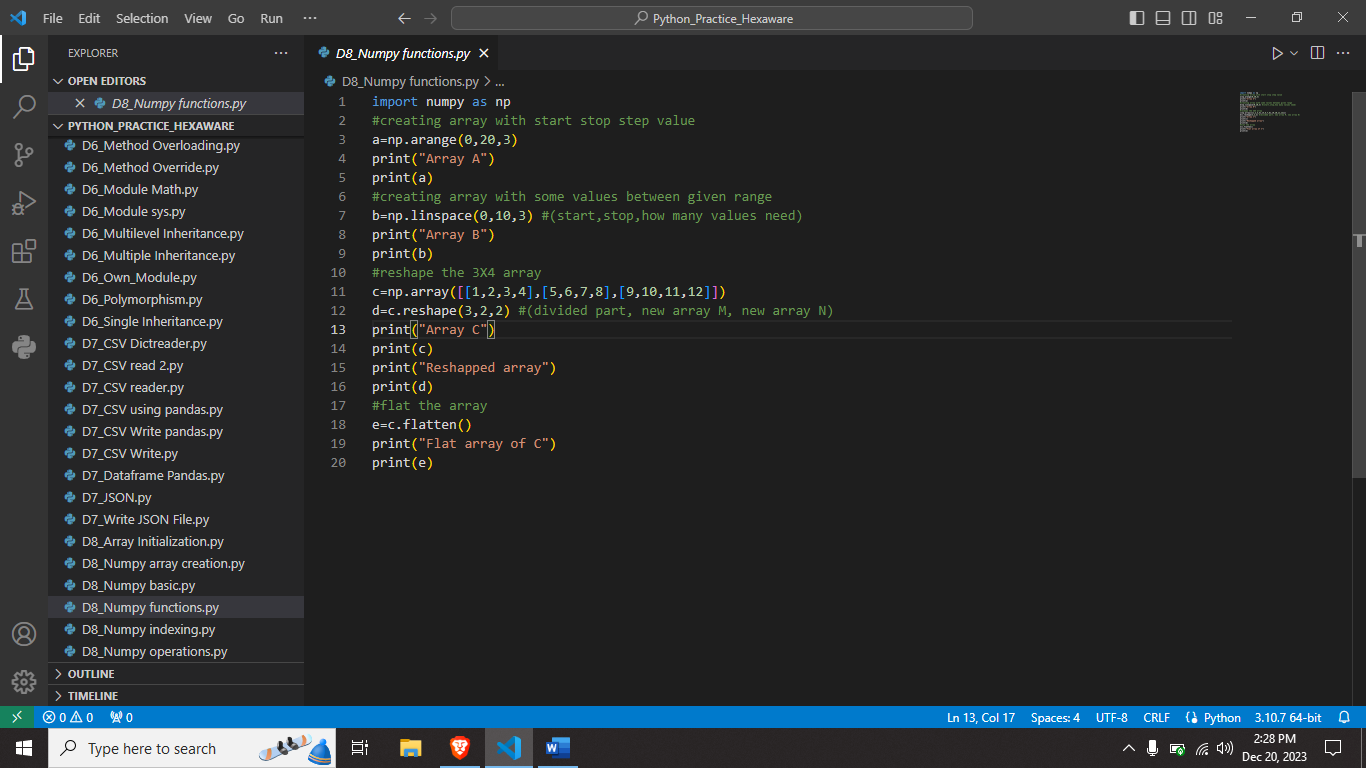 File Edit Selection View Go Run ···
Python_Practice_Hexaware
EXPLORER
OPEN EDITORS
D8_Numpy functions.py
PYTHON_PRACTICE_HEXAWARE
D6_Method Overloading.py
D6_Method Override.py
D6_Module Math.py
D6_Module sys.py
D6_Multilevel Inheritance.py
D6_Multiple Inheritance.py
D6_Own_Module.py
D6_Polymorphism.py
D6_Single Inheritance.py
D7_CSV Dictreader.py
D7_CSV read 2.py
D7_CSV reader.py
D7_CSV using pandas.py
D7_CSV Write pandas.py
D7_CSV Write.py
D7_Dataframe Pandas.py
D7_JSON.py
D7_Write JSON File.py
D8_Array Initialization.py
D8_Numpy array creation.py
D8_Numpy basic.py
D8_Numpy functions.py
D8_Numpy indexing.py
D8_Numpy operations.py
OUTLINE
TIMELINE
D8_Numpy functions.py
D8_Numpy functions.py > ...
1 import numpy as np
2 #creating array with start stop step value
3 a=np.arange(0,20,3)
4 print("Array A")
5 print(a)
6 #creating array with some values between given range
7 b=np.linspace(0,10,3) #(start,stop,how many values need)
8 print("Array B")
9 print(b)
10 #reshape the 3X4 array
11 c=np.array([[1,2,3,4],[5,6,7,8],[9,10,11,12]])
12 d=c.reshape(3,2,2) #(divided part, new array M, new array N)
13 print("Array C")
14 print(c)
15 print("Reshapped array")
16 print(d)
17 #flat the array
18 e=c.flatten()
19 print("Flat array of C")
20 print(e)
0 0 0 Ln 13, Col 17 Spaces: 4 UTF-8 CRLF Python 3.10.7 64-bit
Type here to search
2:28 PM
Dec 20, 2023